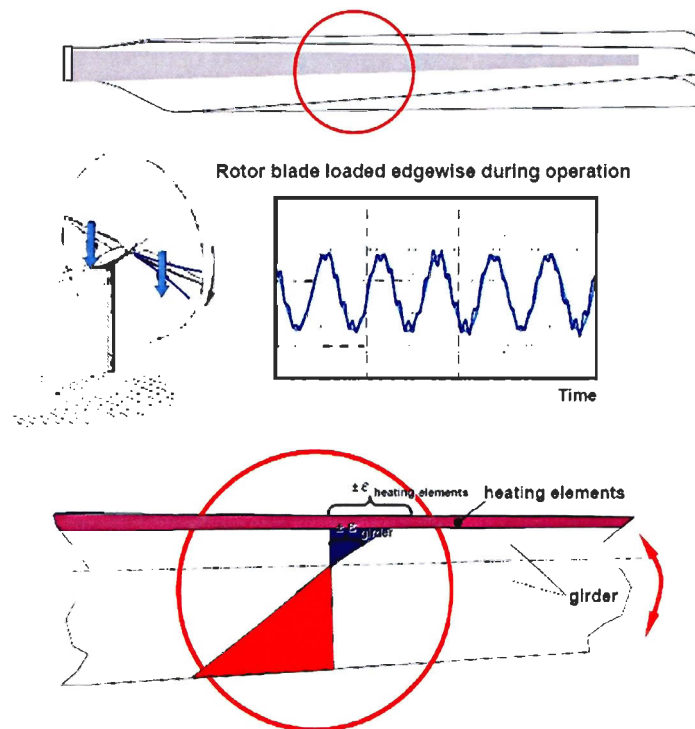 Rotor blade loaded edgewise during operation
Time
± ε heating elements
heating elements
± ε girder
girder